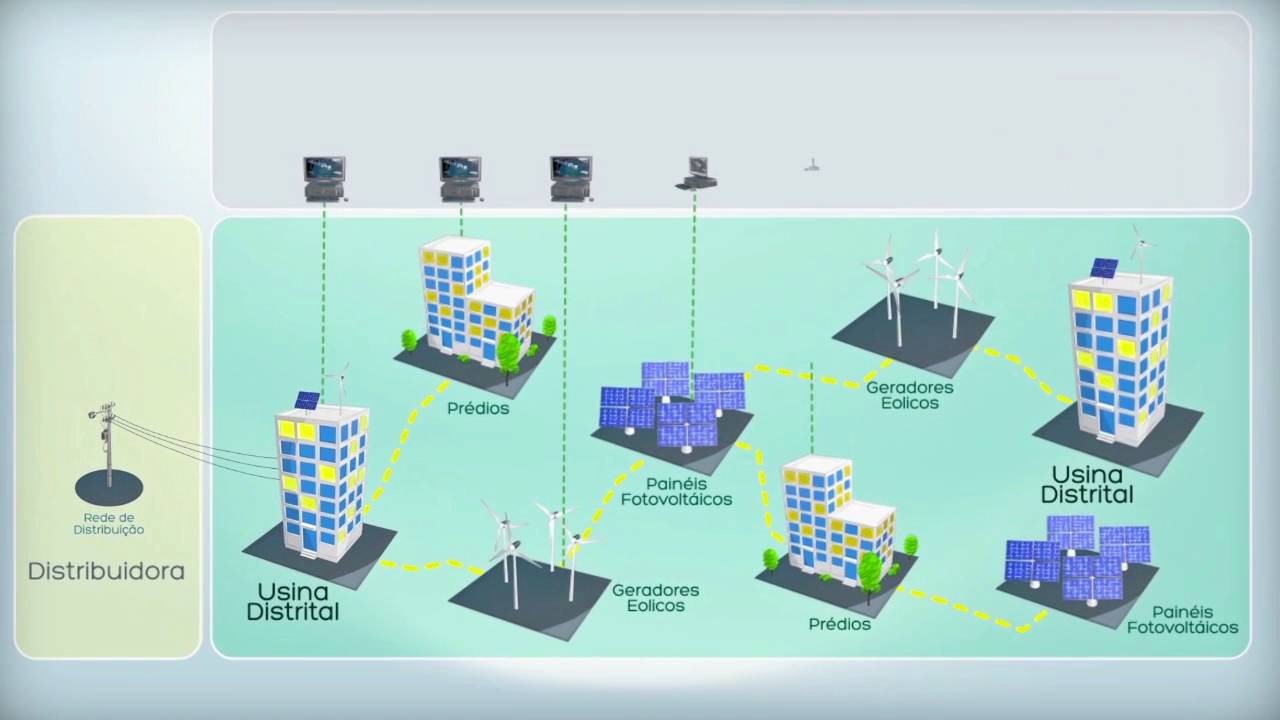 Prédios
Geradores
Eolicos
Usina
Distrital
Painéis
Fotovoltáicos
Rede de
Distribuição
Distribuidora
Usina
Distrital
Geradores
Eolicos
Prédios
Painéis
Fotovoltáicos